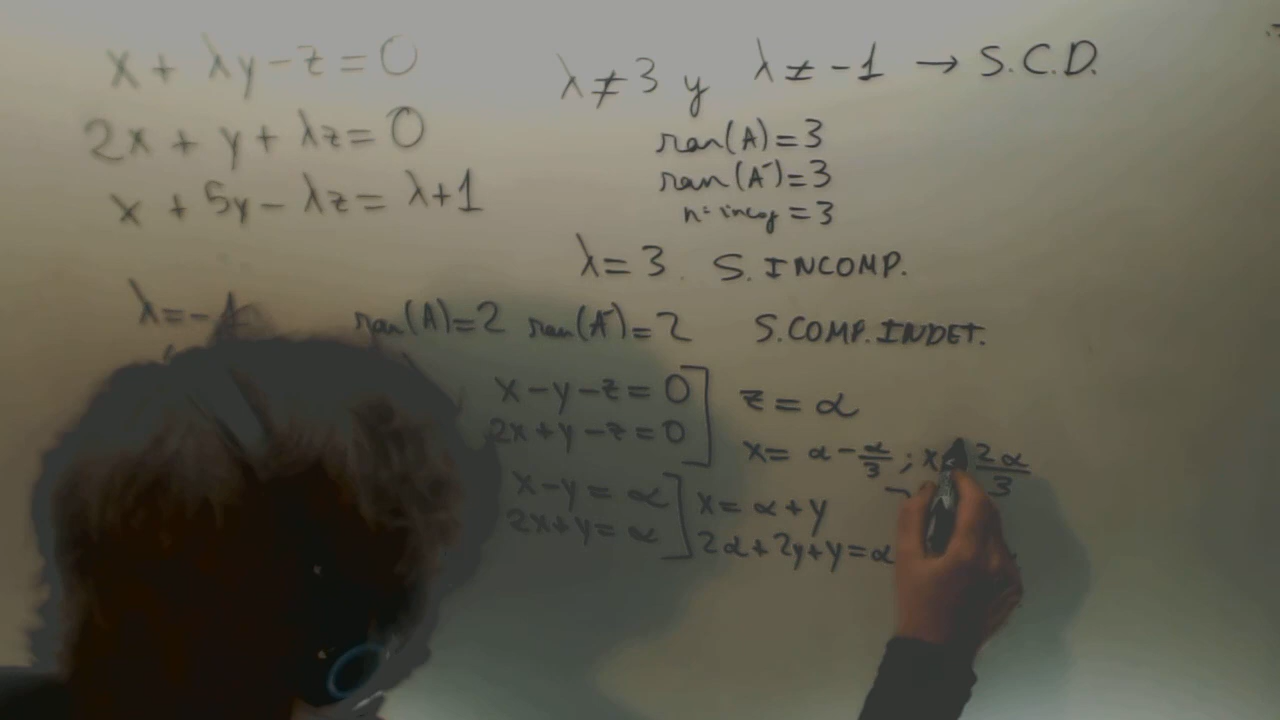 x + λy - z = 0
2x + y + λz = 0
x + 5y - λz = λ+1
λ ≠ 3 y λ ≠ -1 → S.C.D.
ran(A) = 3
ran(A⁻) = 3
nº incog = 3
λ = 3 S. INCOMP.
λ = -1 ran(A) = 2 ran(A⁻) = 2 S. COMP. INDET.
x - y - z = 0
2x + y - z = 0
z = α
x = α - α/3 ; x = 2α/3
x - y = α
2x + y = α
x = α + y
2α + 2y + y = α